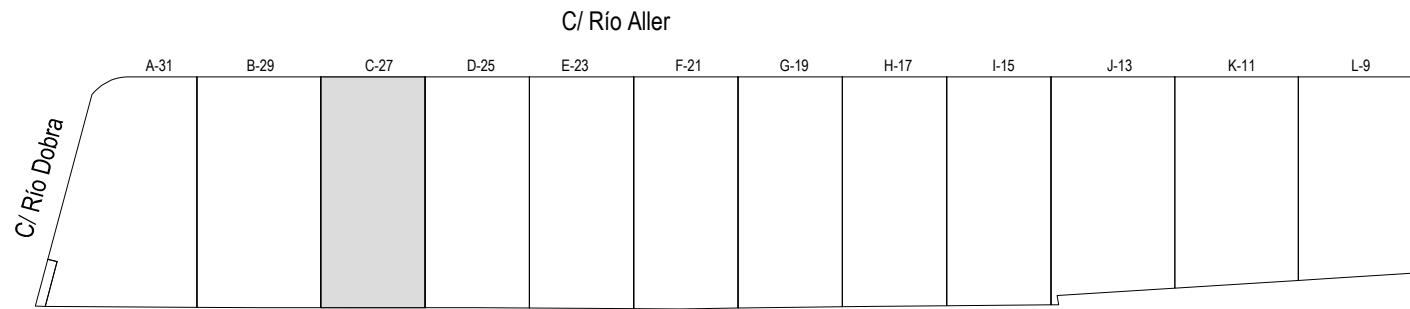 C/ Río Aller
A-31 B-29 C-27 D-25 E-23 F-21 G-19 H-17 I-15 J-13 K-11 L-9
C/ Río Dobra